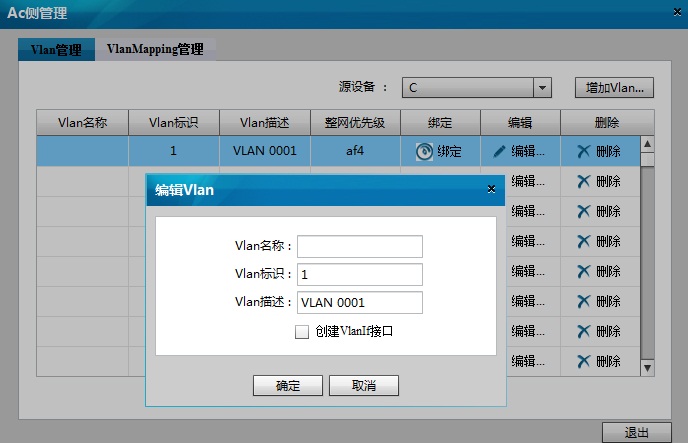 Ac侧管理
Vlan管理 VlanMapping管理
源设备 ： C 增加Vlan...
Vlan名称 Vlan标识 Vlan描述 整网优先级 绑定 编辑 删除
1 VLAN 0001 af4 绑定 编辑... 删除
编辑... 删除
编辑Vlan
编辑... 删除
编辑... 删除
Vlan名称：
编辑... 删除
Vlan标识： 1
编辑... 删除
Vlan描述： VLAN 0001
创建VlanIf接口
编辑... 删除
编辑... 删除
确定 取消
退出